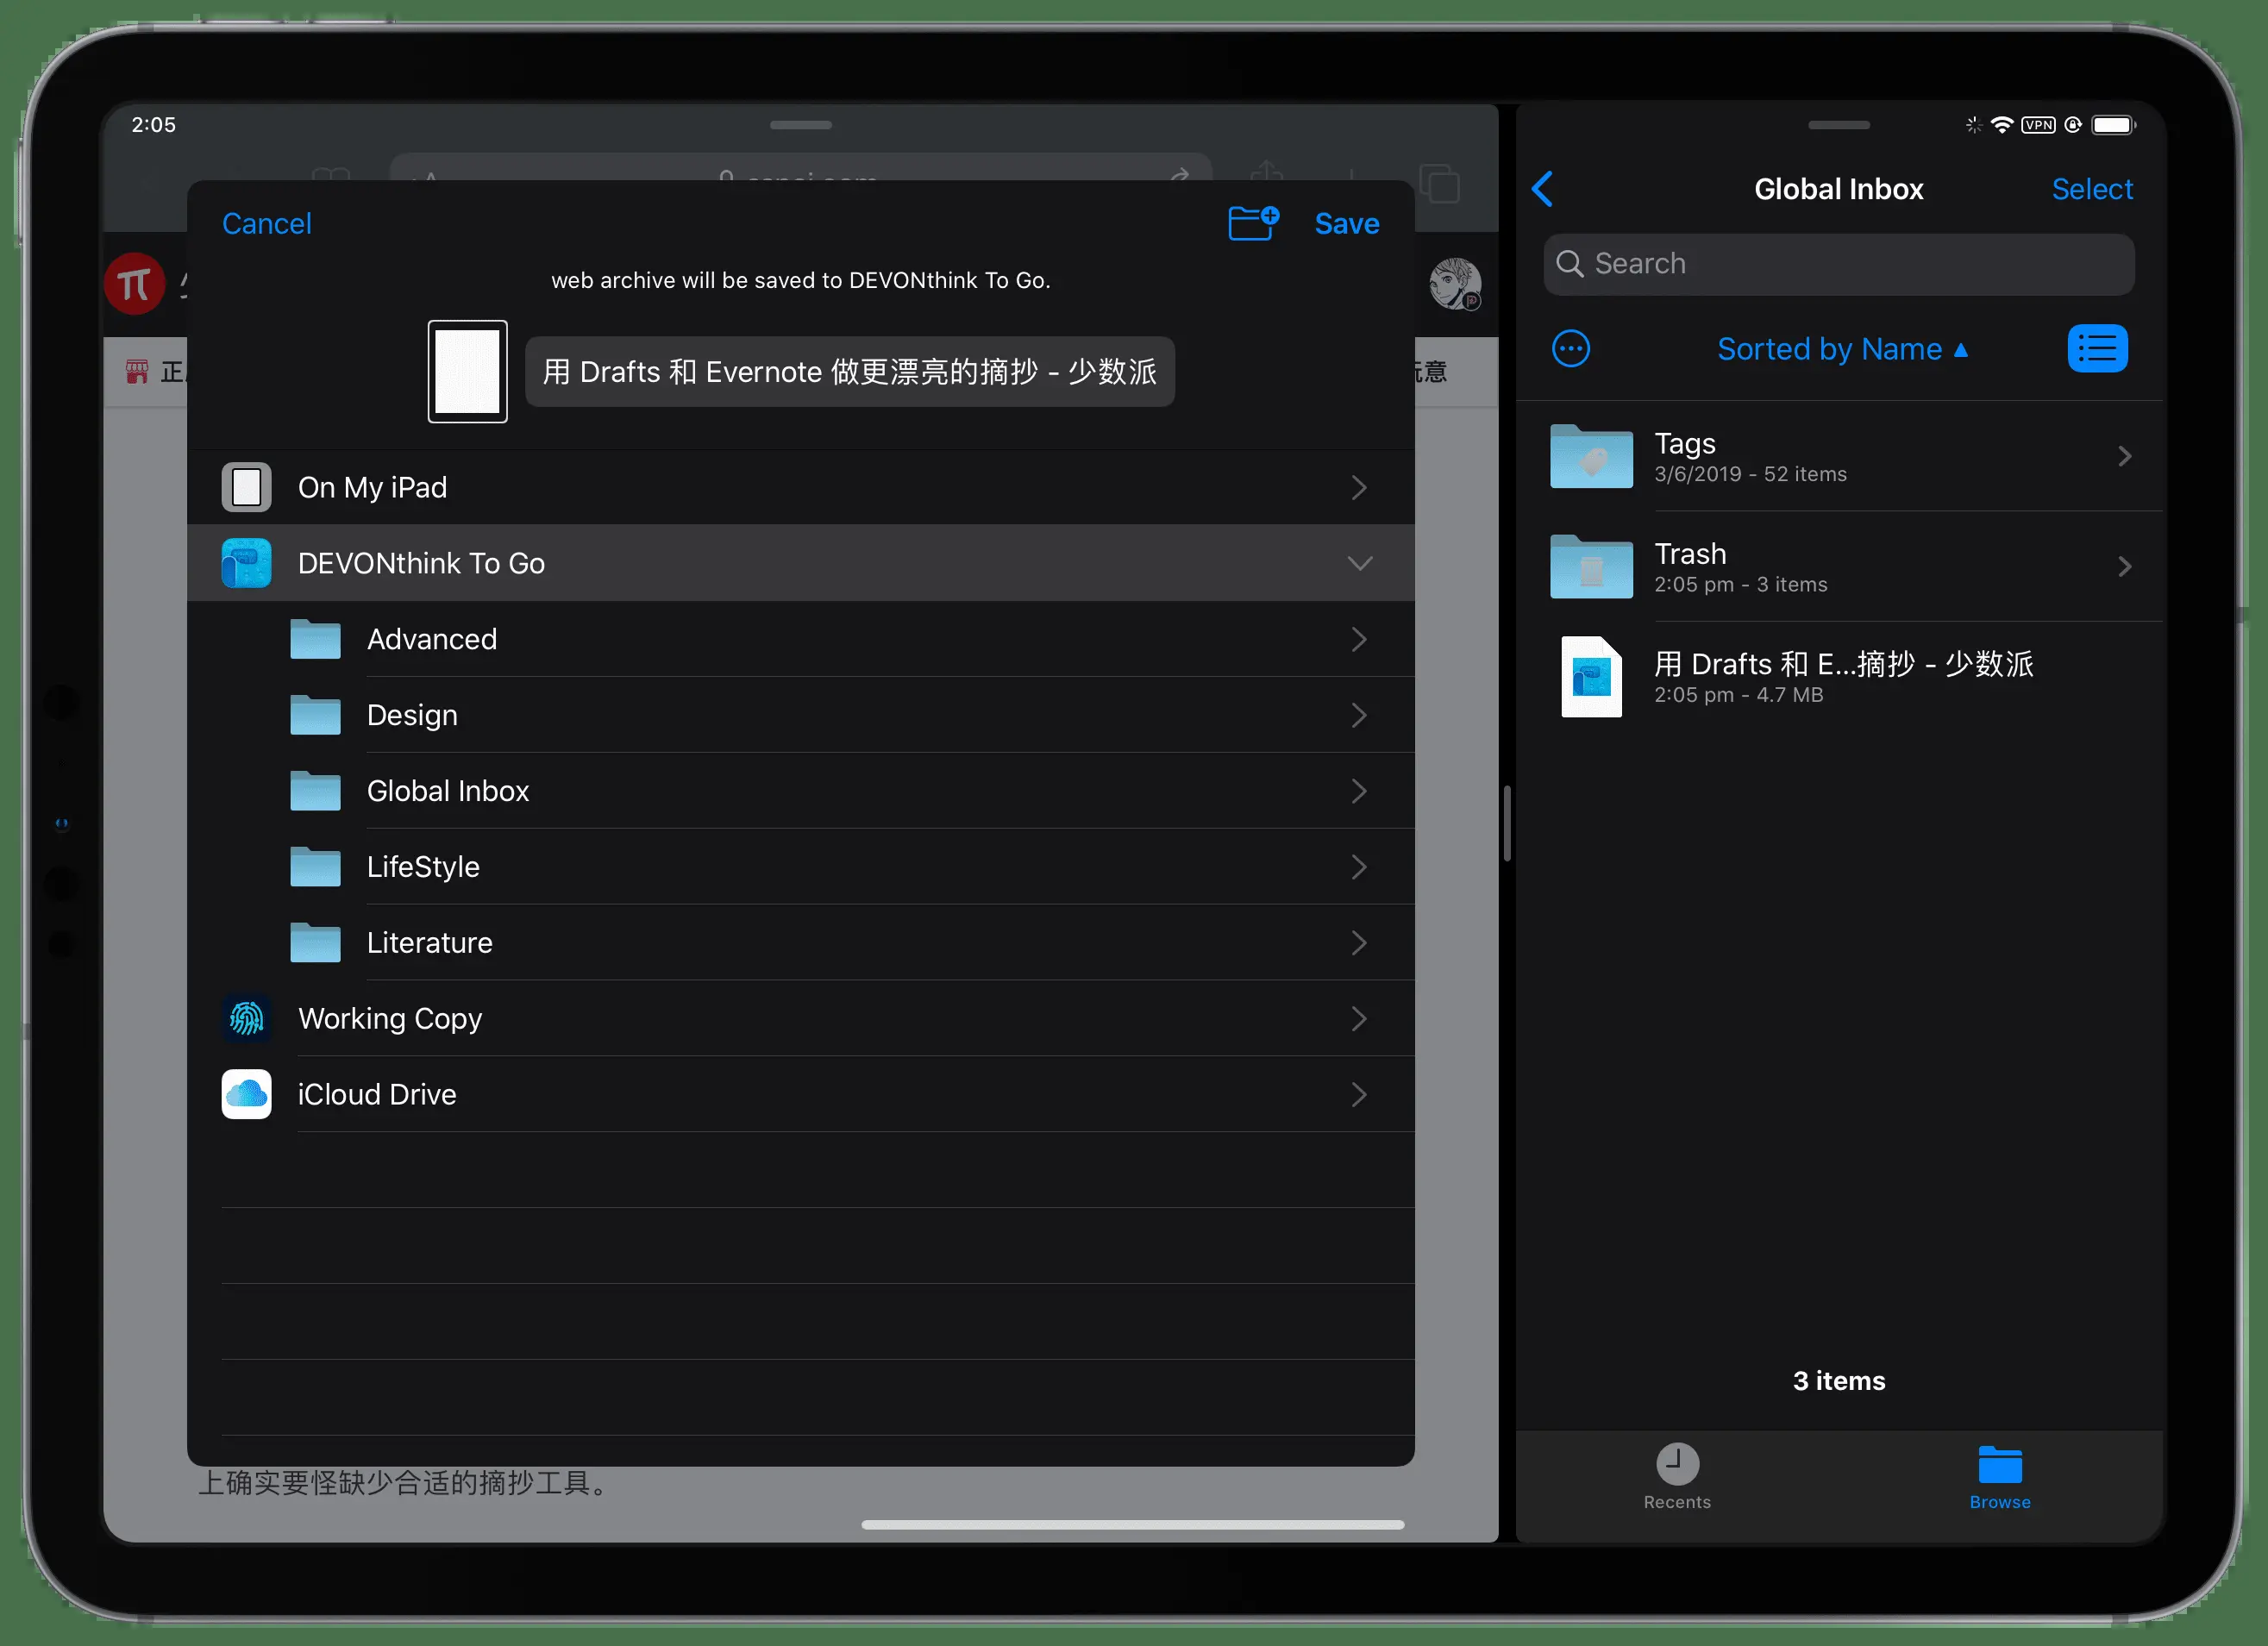 2:05
Cancel
Save
web archive will be saved to DEVONthink To Go.
用 Drafts 和 Evernote 做更漂亮的摘抄 - 少数派
On My iPad
DEVONthink To Go
Advanced
Design
Global Inbox
LifeStyle
Literature
Working Copy
iCloud Drive
上确实要怪缺少合适的摘抄工具。
VPN
Global Inbox
Select
Search
Sorted by Name ▲
Tags
3/6/2019 - 52 items
Trash
2:05 pm - 3 items
用 Drafts 和 E...摘抄 - 少数派
2:05 pm - 4.7 MB
3 items
Recents
Browse